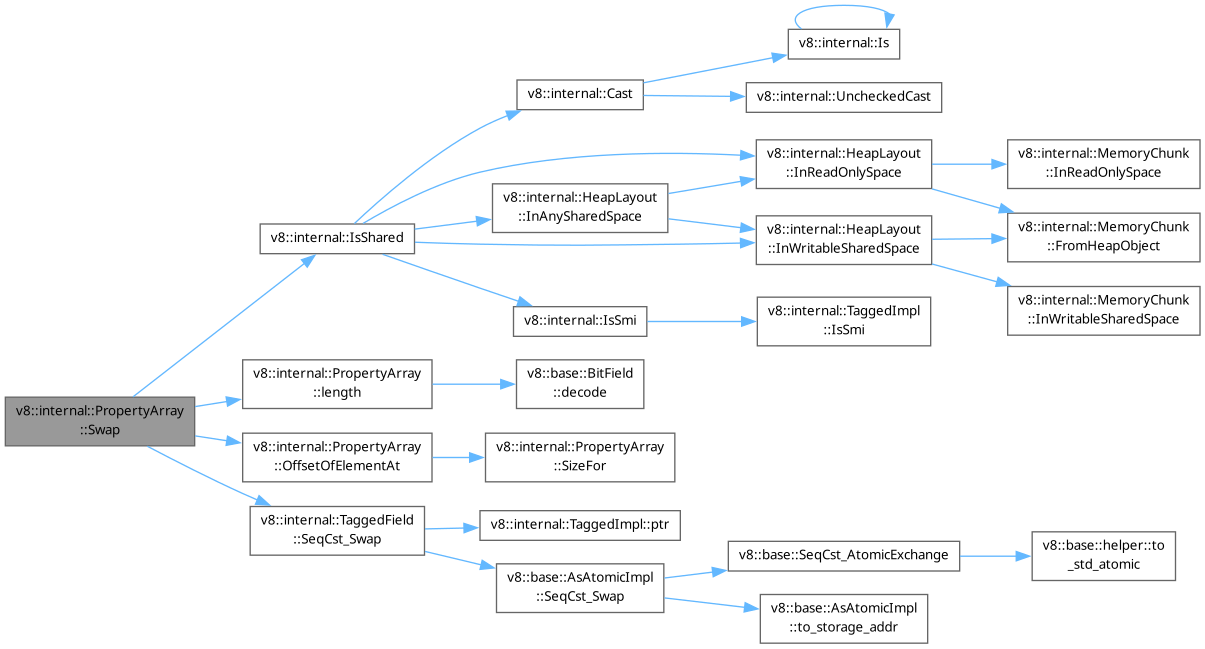 v8::internal::PropertyArray
::Swap
v8::internal::IsShared
v8::internal::Cast
v8::internal::Is
v8::internal::UncheckedCast
v8::internal::HeapLayout
::InReadOnlySpace
v8::internal::MemoryChunk
::InReadOnlySpace
v8::internal::MemoryChunk
::FromHeapObject
v8::internal::HeapLayout
::InAnySharedSpace
v8::internal::HeapLayout
::InWritableSharedSpace
v8::internal::MemoryChunk
::InWritableSharedSpace
v8::internal::IsSmi
v8::internal::TaggedImpl
::IsSmi
v8::internal::PropertyArray
::length
v8::base::BitField
::decode
v8::internal::PropertyArray
::OffsetOfElementAt
v8::internal::PropertyArray
::SizeFor
v8::internal::TaggedField
::SeqCst_Swap
v8::internal::TaggedImpl::ptr
v8::base::AsAtomicImpl
::SeqCst_Swap
v8::base::SeqCst_AtomicExchange
v8::base::helper::to
_std_atomic
v8::base::AsAtomicImpl
::to_storage_addr